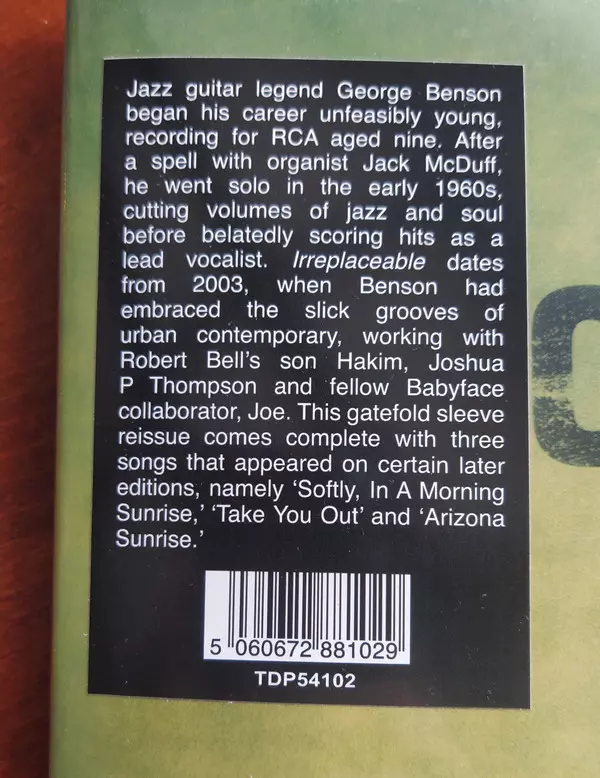 Jazz guitar legend George Benson
began his career unfeasibly young,
recording for RCA aged nine. After
a spell with organist Jack McDuff,
he went solo in the early 1960s,
cutting volumes of jazz and soul
before belatedly scoring hits as a
lead vocalist. Irreplaceable dates
from 2003, when Benson had
embraced the slick grooves of
urban contemporary, working with
Robert Bell's son Hakim, Joshua
P Thompson and fellow Babyface
collaborator, Joe. This gatefold sleeve
reissue comes complete with three
songs that appeared on certain later
editions, namely ‘Softly, In A Morning
Sunrise,’ ‘Take You Out’ and ‘Arizona
Sunrise.’
5 060672 881029
TDP54102